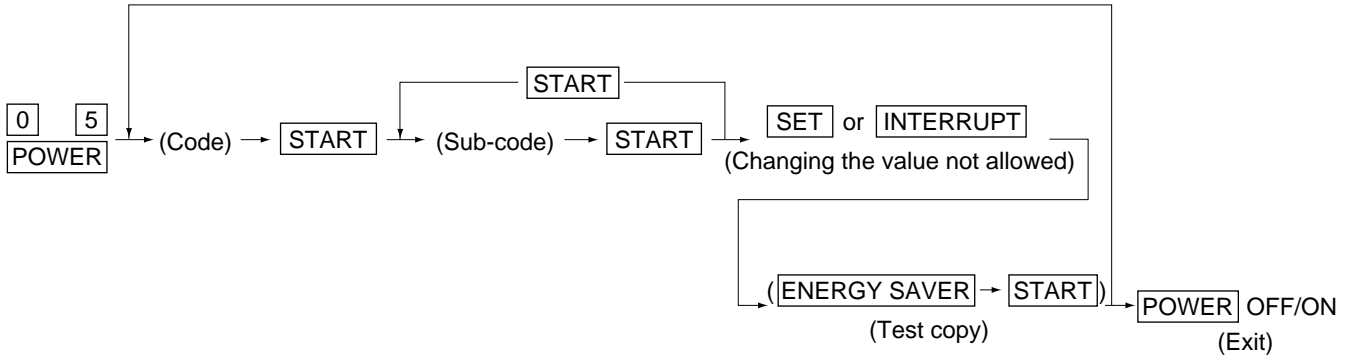 START
0 5
POWER
(Code) START (Sub-code) START SET or INTERRUPT
(Changing the value not allowed)
(ENERGY SAVER START) POWER OFF/ON
(Test copy)
(Exit)